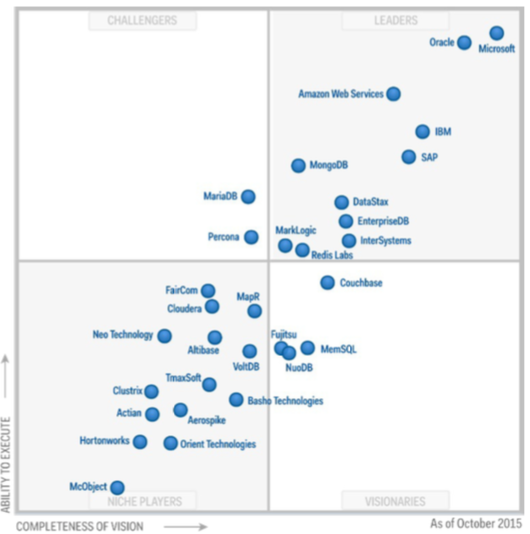 CHALLENGERS
LEADERS
Oracle
Microsoft
Amazon Web Services
IBM
SAP
MongoDB
MariaDB
DataStax
EnterpriseDB
Percona
MarkLogic
InterSystems
Redis Labs
Couchbase
FairCom
MapR
Cloudera
Neo Technology
Altibase
Fujitsu
MemSQL
VoltDB
NuoDB
TmaxSoft
Clustrix
Basho Technologies
Actian
Aerospike
Hortonworks
Orient Technologies
McObject
NICHE PLAYERS
VISIONARIES
ABILITY TO EXECUTE
COMPLETENESS OF VISION
As of October 2015